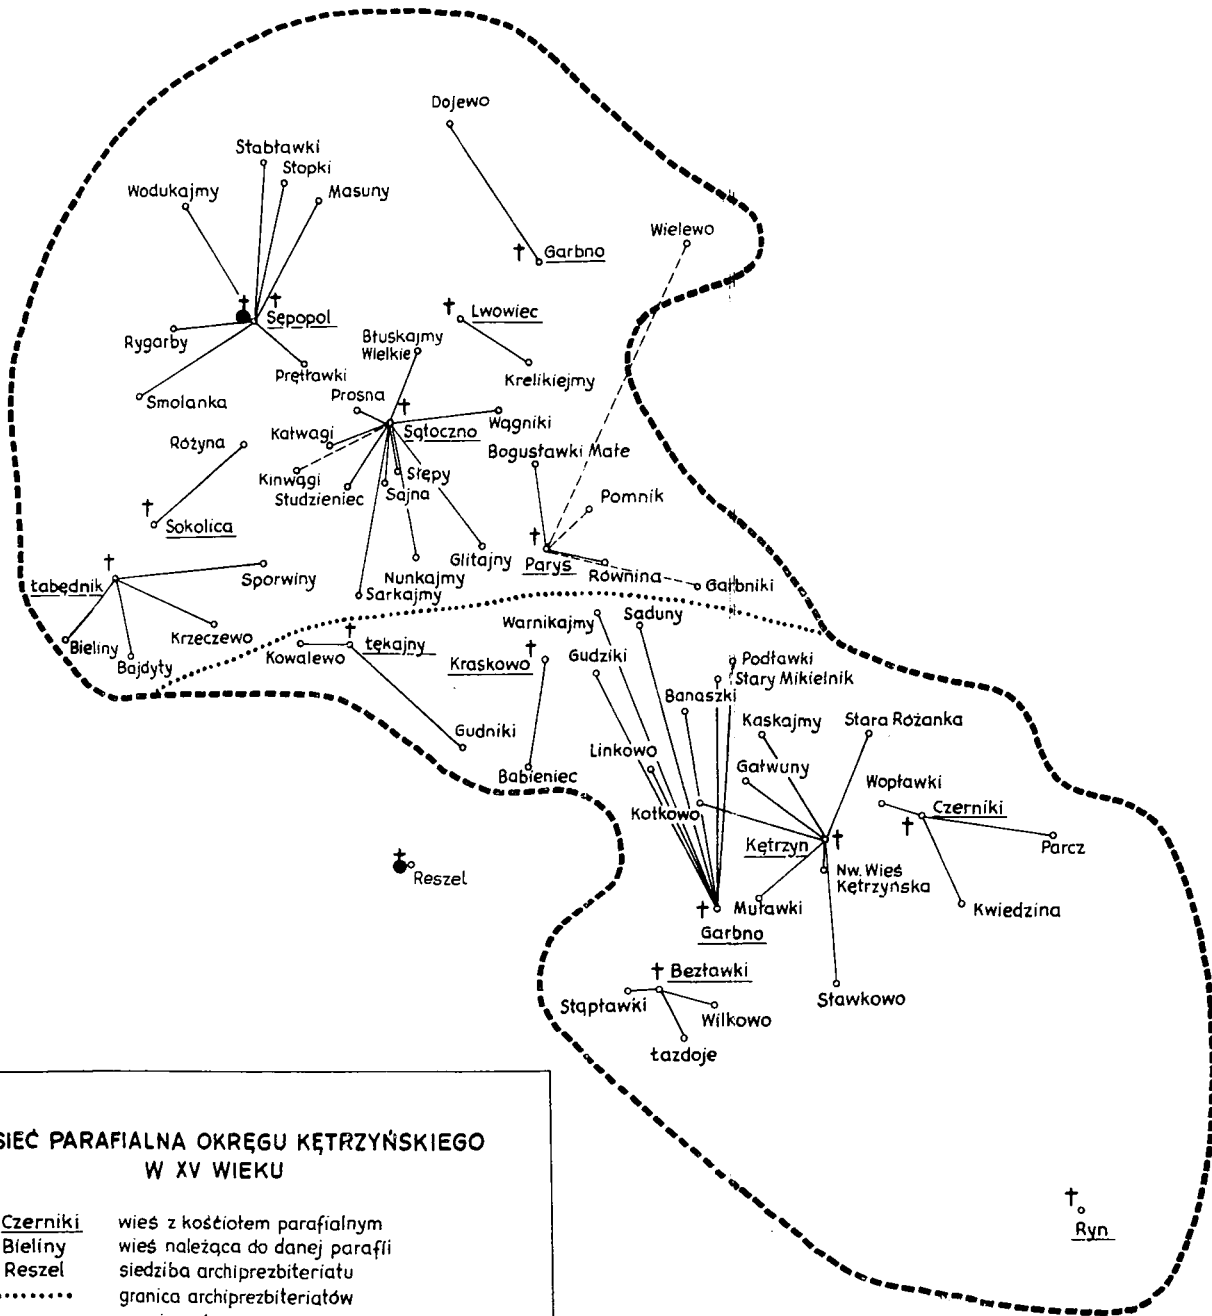 Dojewo
Stabławki
Stopki
Wodukajmy
Masuny
Wielewo
Garbno
Lwowiec
Sępopol
Rygarby
Błuskajmy
Wielkie
Prętławki
Krelikiejmy
Smolanka
Prosna
Wągniki
Różyna
Kałwagi
Sątoczno
Bogusławki Małe
Kinwągi
Słępy
Studzieniec
Sajna
Pomnik
Sokolica
Glitajny
Parys
Łabędnik
Sporwiny
Nunkajmy
Równina
Garbniki
Sarkajmy
Warnikajmy
Saduny
Krzeczewo
Bieliny
Bajdyty
Kowalewo
Łękajny
Kraskowo
Gudziki
Podławki
Stary Mikielnik
Banaszki
Kaskajmy
Stara Różanka
Gudniki
Linkowo
Gałwuny
Babieniec
Wopławki
Kotkowo
Czerniki
Kętrzyn
Parcz
Reszel
Nw. Wieś
Kętrzyńska
Muławki
Kwiedzina
Garbno
Bezławki
Stąpławki
Wilkowo
Sławkowo
Łazdoje
SIEĆ PARAFIALNA OKRĘGU KĘTRZYŃSKIEGO
W XV WIEKU
Ryn
Czerniki wieś z kościołem parafialnym
Bieliny wieś należąca do danej parafii
Reszel siedziba archiprezbiteriatu
granica archiprezbiteriatów